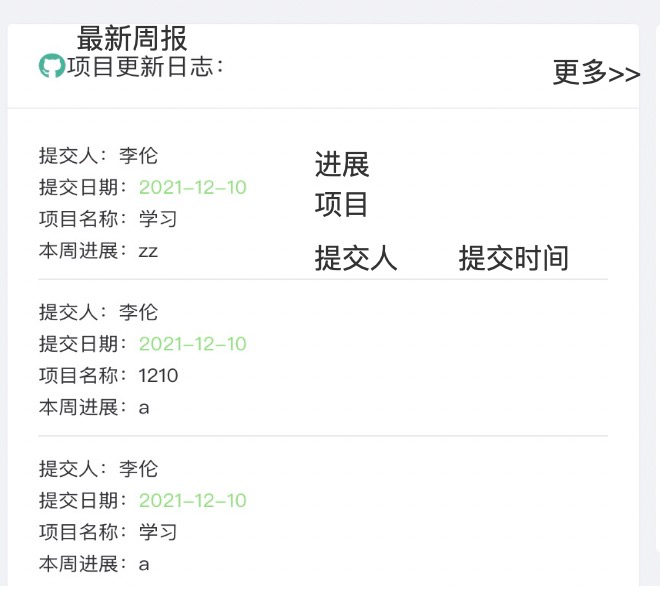 最新周报
项目更新日志：
更多>>
提交人：李伦
提交日期：2021-12-10
项目名称：学习
本周进展：zz
进展
项目
提交人 提交时间
提交人：李伦
提交日期：2021-12-10
项目名称：1210
本周进展：a
提交人：李伦
提交日期：2021-12-10
项目名称：学习
本周进展：a